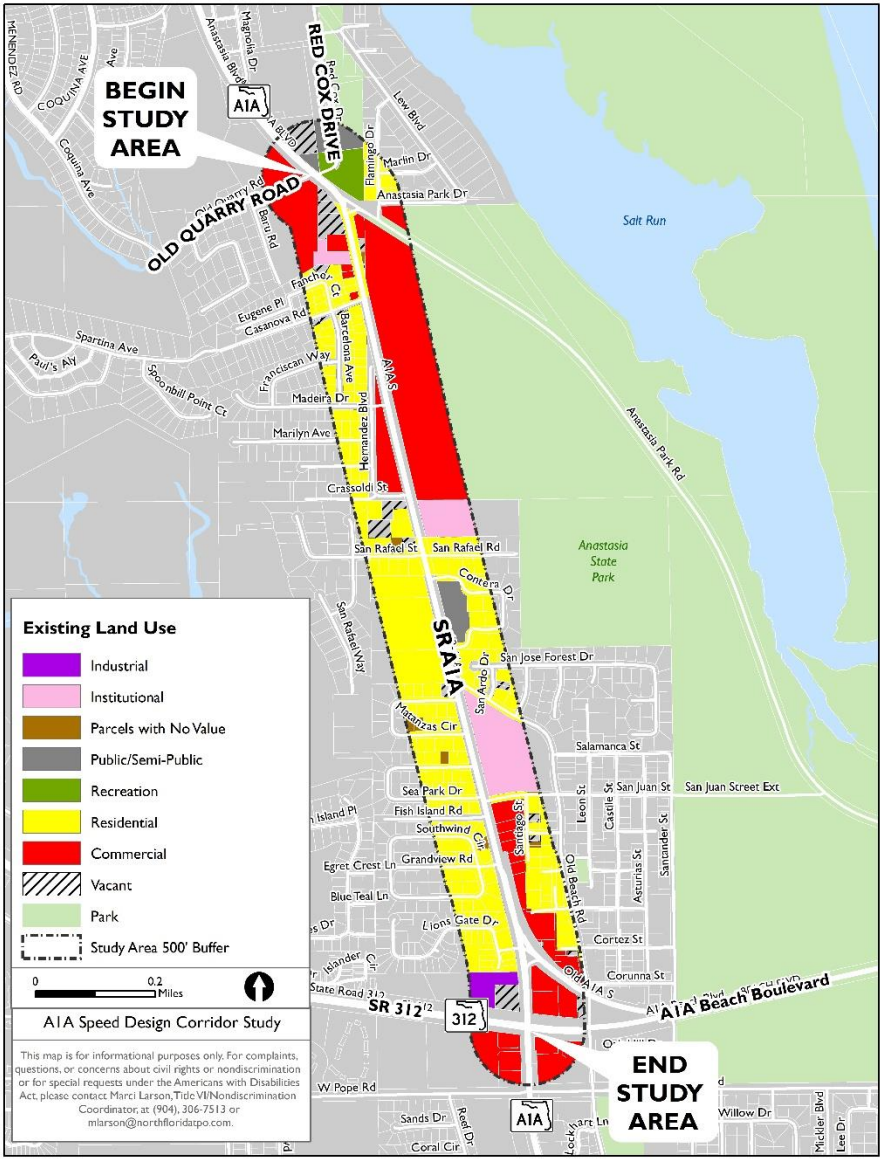 MENENDEZ RD
COQUINA AVE
Ave
Magnolia Dr
Anastasia Blvd
A1A
RED COX DRIVE
Red Cox Dr
Lew Blvd
BEGIN
STUDY
AREA
Flamingo Dr
Marlin Dr
Coquina Ave
Old Quarry Rd
OLD QUARRY ROAD
Anastasia Park Dr
Baru Rd
Salt Run
Fancher Ct
Eugene Pl
Casanova Rd
Spartina Ave
Paul's Aly
Barcelona Ave
Franciscan Way
A1A S
Spoonbill Point Ct
Madeira Dr
Hernandez Blvd
Marilyn Ave
Anastasia Park Rd
Crassoldi St
San Rafael St
San Rafael Rd
Anastasia
State
Park
Contera Dr
San Rafael Way
SR A1A
San Jose Forest Dr
San Ardo Dr
Matanzas Cir
Salamanca St
Sea Park Dr
San Juan St
San Juan Street Ext
Fish Island Rd
n Island Pl
Santiago St
Leon St
Castile St
Santander St
Southwind Cir
Grandview Rd
Egret Crest Ln
Old Beach Rd
Asturias St
Blue Teal Ln
Lions Gate Dr
es Dr
Islander Cir
Cortez St
Corunna St
Old A1A S
State Road 312
SR 312
312
A1A Beach Boulevard
END
STUDY
AREA
W Pope Rd
A1A
Sands Dr
Reef Dr
Coral Cir
Willow Dr
Mickler Blvd
Lee Dr
Existing Land Use
Industrial
Institutional
Parcels with No Value
Public/Semi-Public
Recreation
Residential
Commercial
Vacant
Park
Study Area 500' Buffer
0 0.2
Miles
A1A Speed Design Corridor Study
This map is for informational purposes only. For complaints,
questions, or concerns about civil rights or nondiscrimination
or for special requests under the Americans with Disabilities
Act, please contact Marci Larson, Title VI/Nondiscrimination
Coordinator, at (904), 306-7513 or
mlarson@northfloridatpo.com.